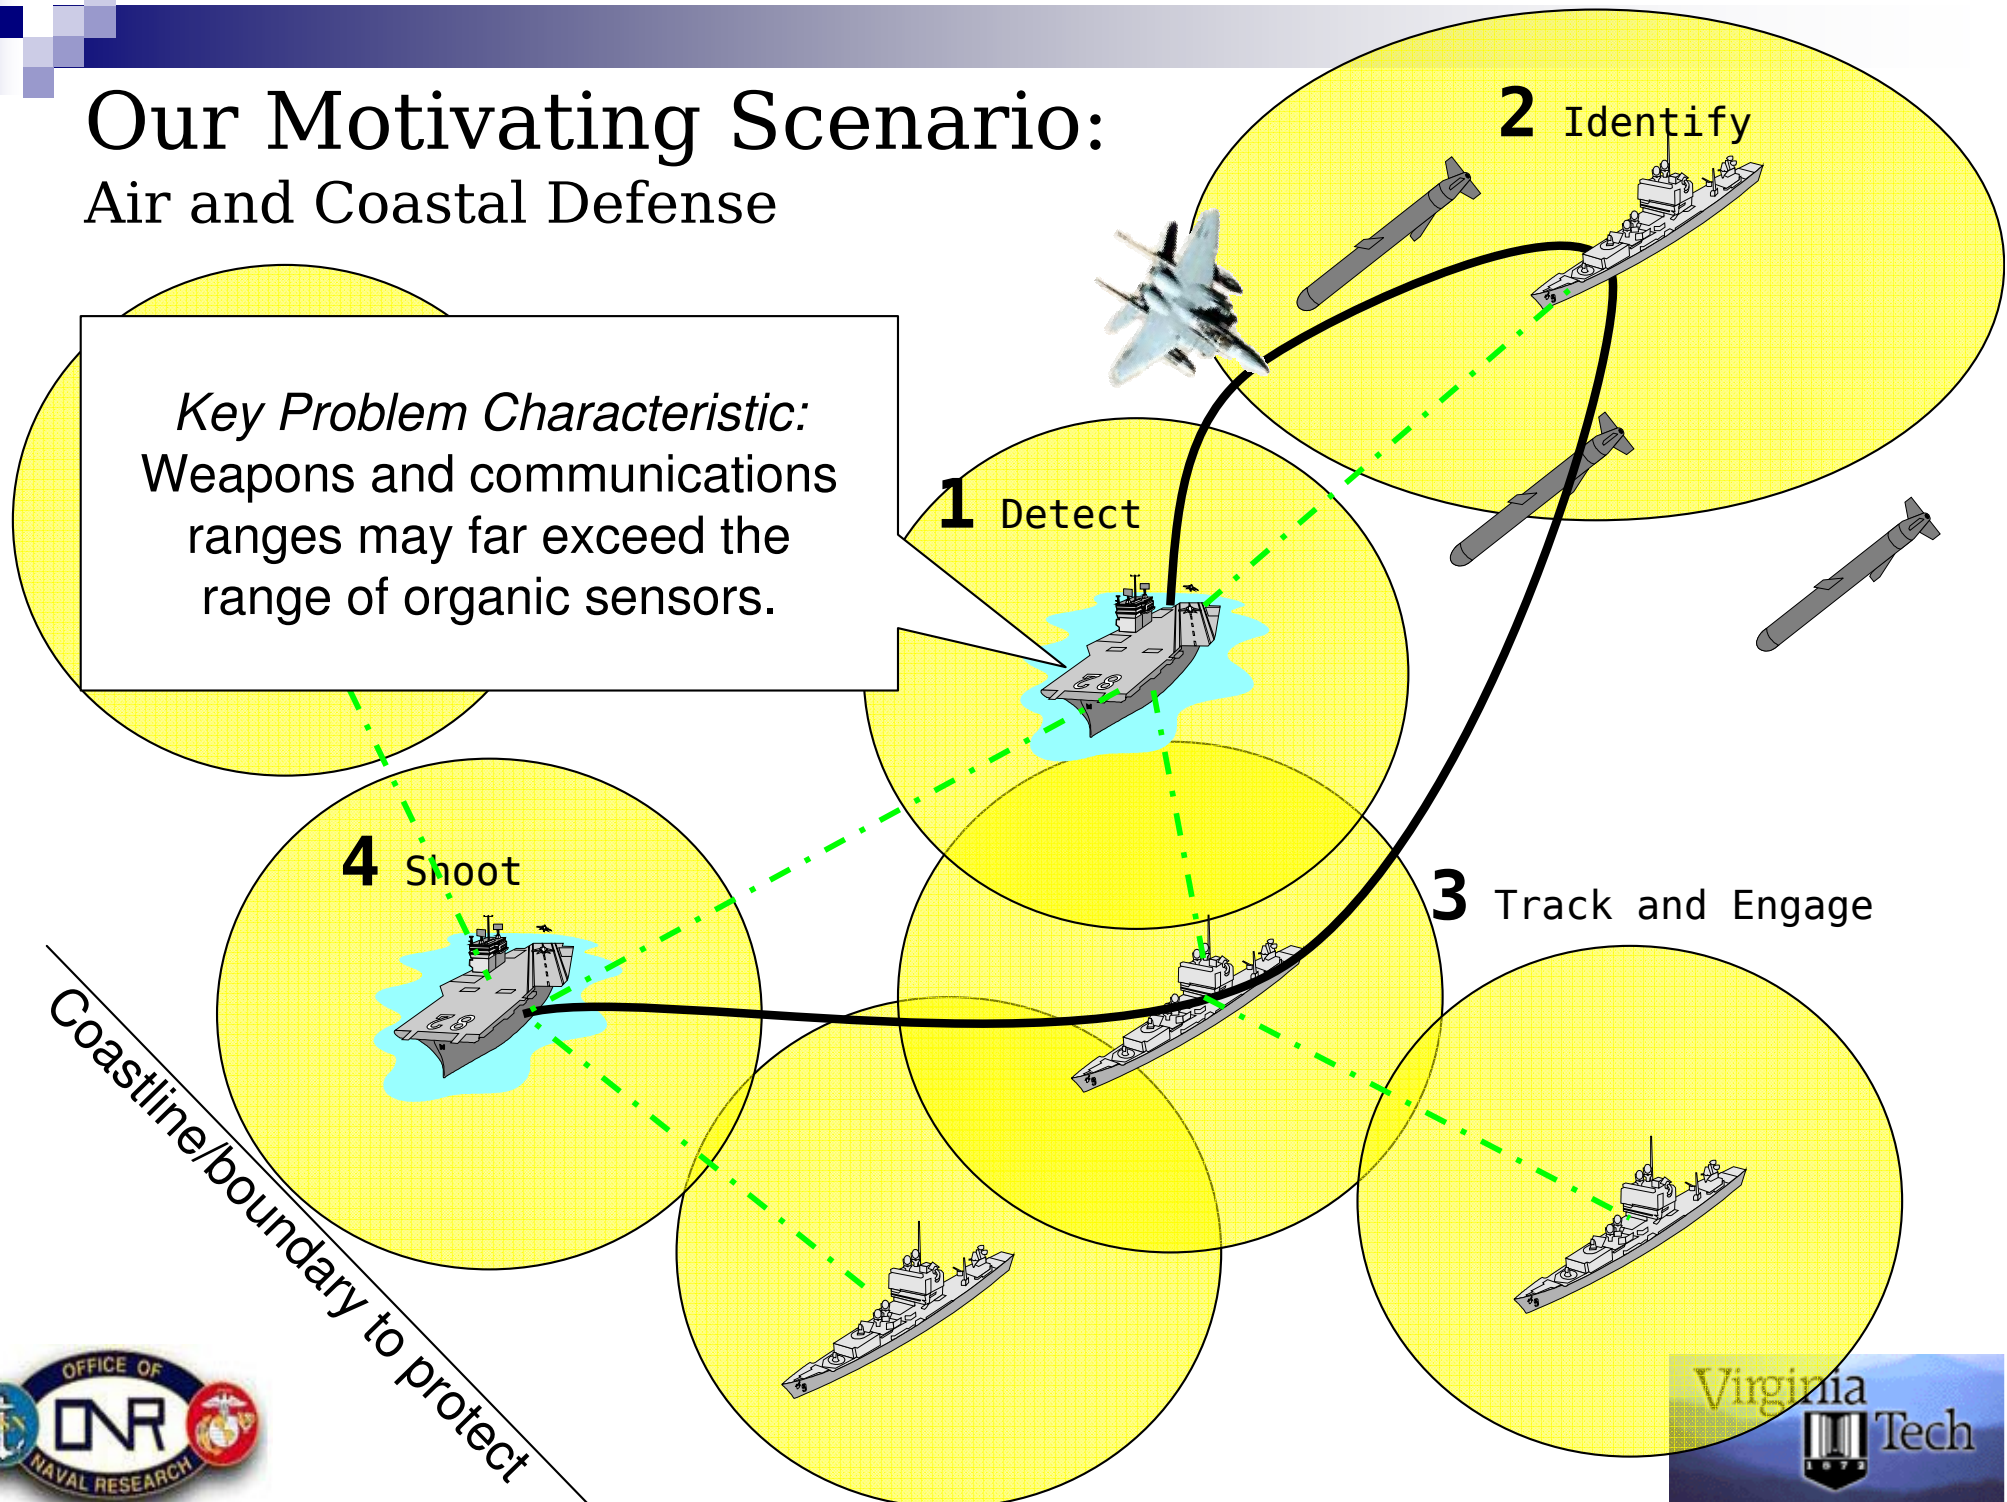 Our Motivating Scenario:
Air and Coastal Defense
2 Identify
Key Problem Characteristic:
Weapons and communications
ranges may far exceed the
range of organic sensors.
1 Detect
4 Shoot
3 Track and Engage
Coastline/boundary to protect
OFFICE OF
ONR
NAVAL RESEARCH
Virginia
Tech
1872